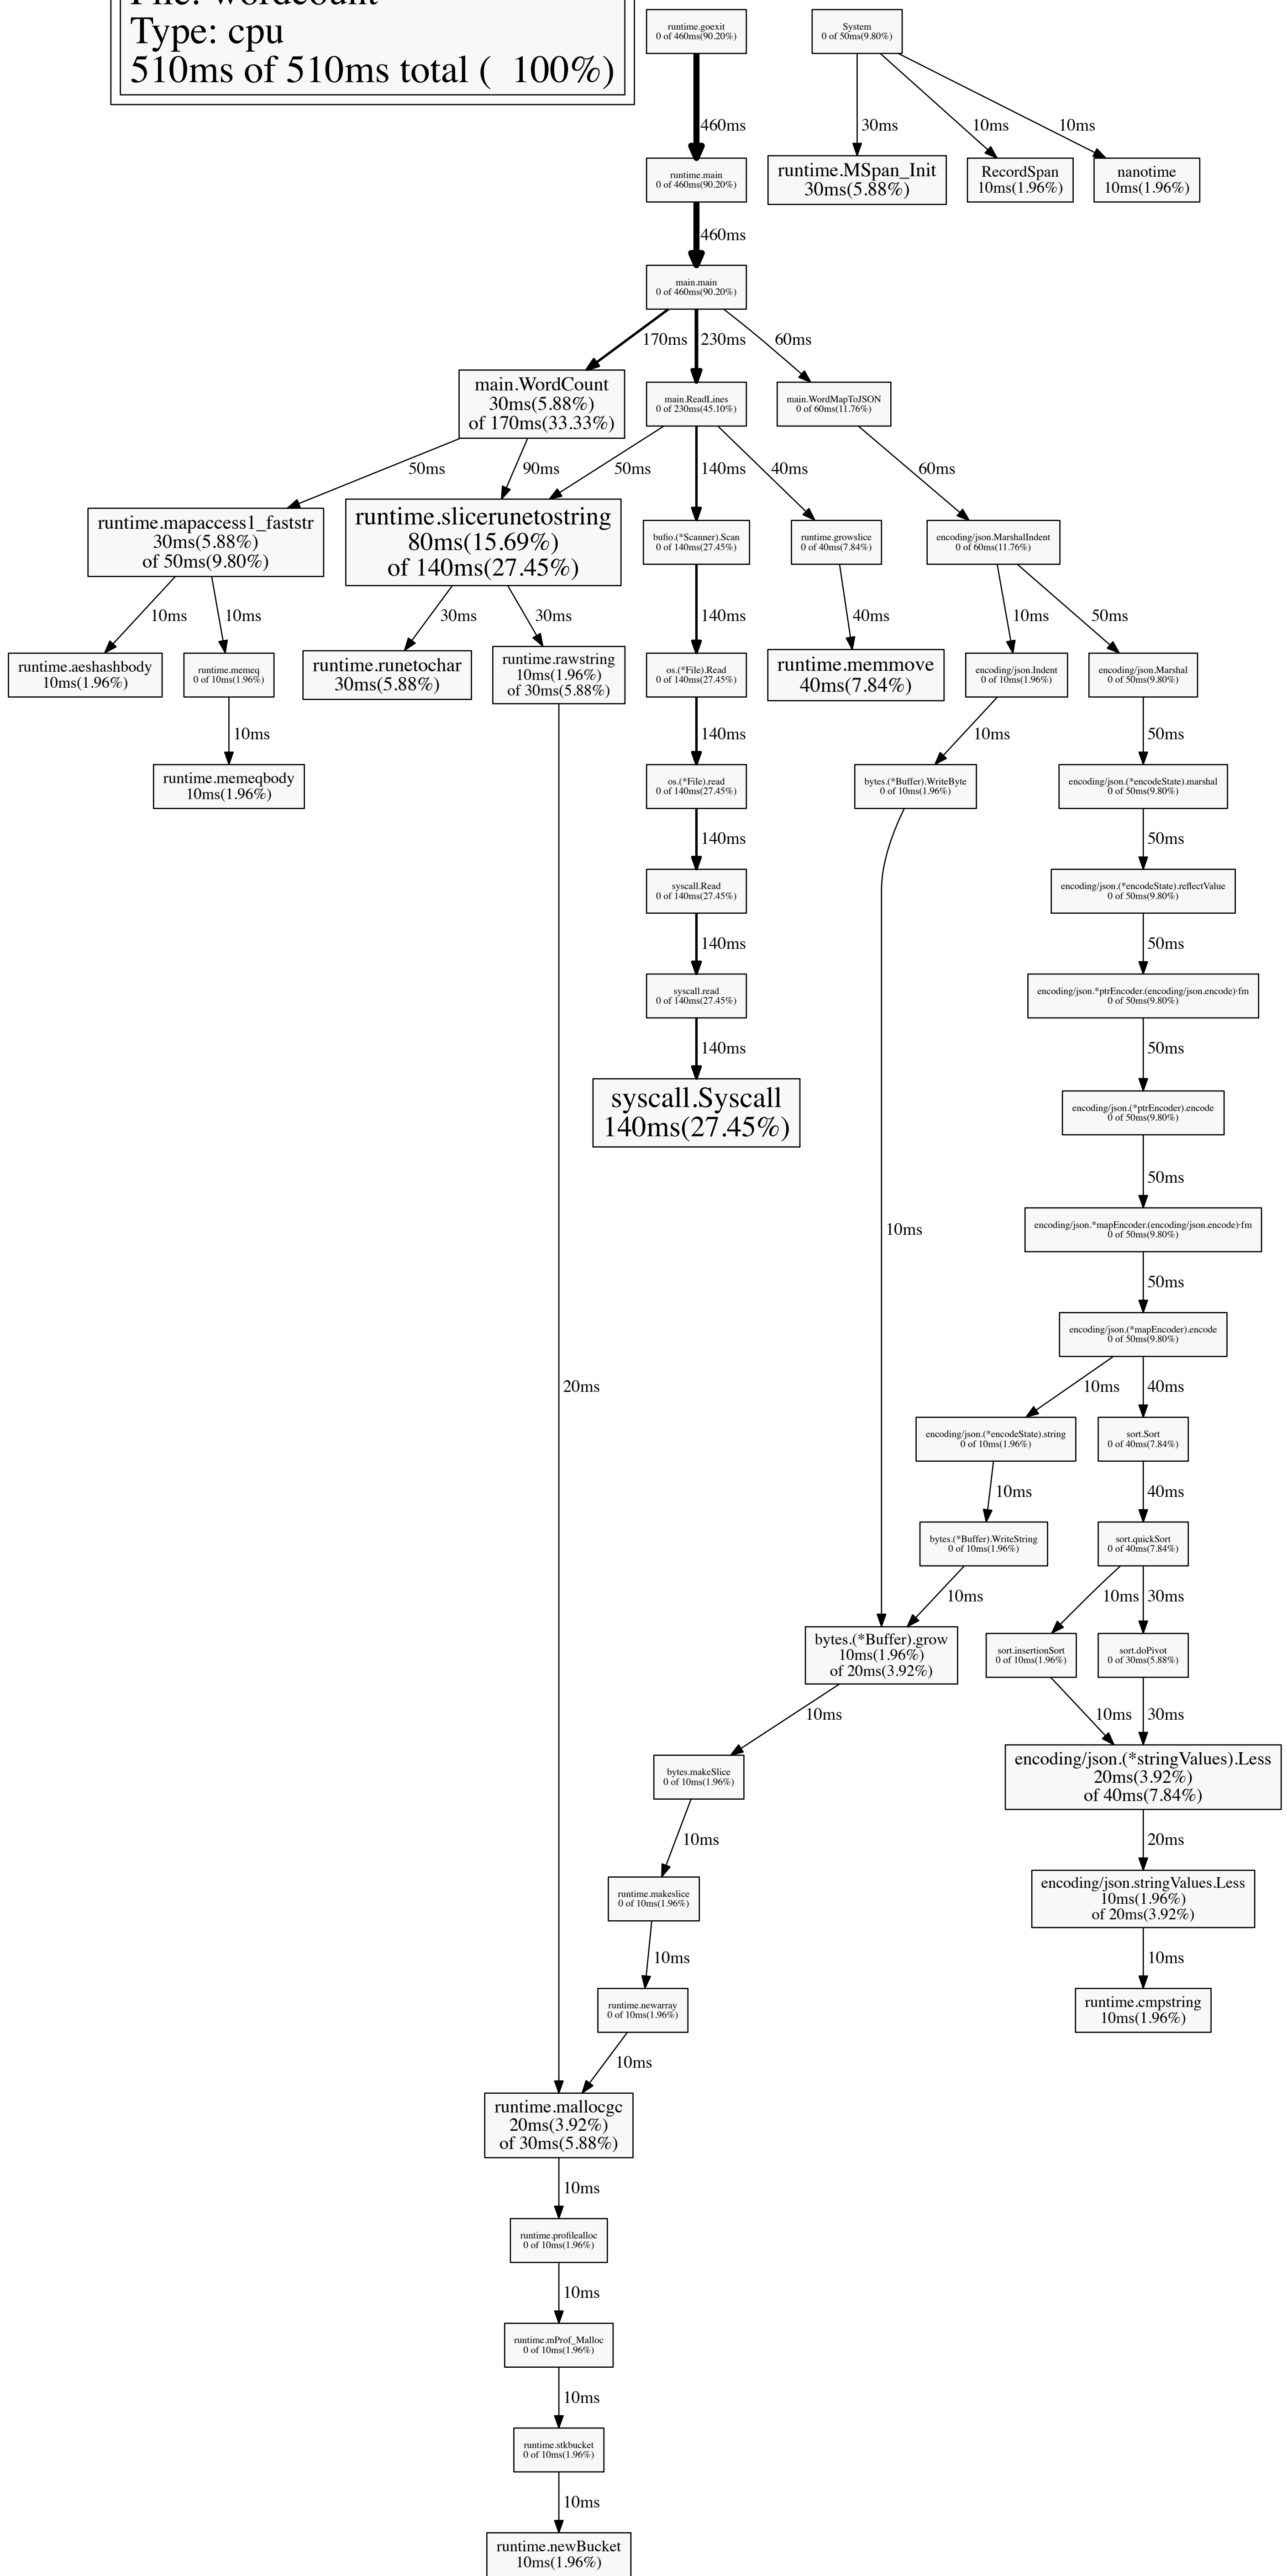 File: wordcount
Type: cpu
510ms of 510ms total ( 100%)
runtime.goexit
0 of 460ms(90.20%)
System
0 of 50ms(9.80%)
460ms
30ms
10ms
10ms
runtime.main
0 of 460ms(90.20%)
runtime.MSpan_Init
30ms(5.88%)
RecordSpan
10ms(1.96%)
nanotime
10ms(1.96%)
460ms
main.main
0 of 460ms(90.20%)
170ms
230ms
60ms
main.WordCount
30ms(5.88%)
of 170ms(33.33%)
main.ReadLines
0 of 230ms(45.10%)
main.WordMapToJSON
0 of 60ms(11.76%)
50ms
90ms
50ms
140ms
40ms
60ms
runtime.mapaccess1_faststr
30ms(5.88%)
of 50ms(9.80%)
runtime.slicerunetostring
80ms(15.69%)
of 140ms(27.45%)
bufio.(*Scanner).Scan
0 of 140ms(27.45%)
runtime.growslice
0 of 40ms(7.84%)
encoding/json.MarshalIndent
0 of 60ms(11.76%)
10ms
10ms
30ms
30ms
140ms
40ms
10ms
50ms
runtime.aeshashbody
10ms(1.96%)
runtime.memeq
0 of 10ms(1.96%)
runtime.runetochar
30ms(5.88%)
runtime.rawstring
10ms(1.96%)
of 30ms(5.88%)
os.(*File).Read
0 of 140ms(27.45%)
runtime.memmove
40ms(7.84%)
encoding/json.Indent
0 of 10ms(1.96%)
encoding/json.Marshal
0 of 50ms(9.80%)
10ms
140ms
10ms
50ms
runtime.memeqbody
10ms(1.96%)
os.(*File).read
0 of 140ms(27.45%)
bytes.(*Buffer).WriteByte
0 of 10ms(1.96%)
encoding/json.(*encodeState).marshal
0 of 50ms(9.80%)
140ms
50ms
syscall.Read
0 of 140ms(27.45%)
encoding/json.(*encodeState).reflectValue
0 of 50ms(9.80%)
140ms
50ms
syscall.read
0 of 140ms(27.45%)
encoding/json.*ptrEncoder.(encoding/json.encode)·fm
0 of 50ms(9.80%)
140ms
50ms
syscall.Syscall
140ms(27.45%)
encoding/json.(*ptrEncoder).encode
0 of 50ms(9.80%)
50ms
10ms
encoding/json.*mapEncoder.(encoding/json.encode)·fm
0 of 50ms(9.80%)
50ms
encoding/json.(*mapEncoder).encode
0 of 50ms(9.80%)
20ms
10ms
40ms
encoding/json.(*encodeState).string
0 of 10ms(1.96%)
sort.Sort
0 of 40ms(7.84%)
10ms
40ms
bytes.(*Buffer).WriteString
0 of 10ms(1.96%)
sort.quickSort
0 of 40ms(7.84%)
10ms
10ms
30ms
bytes.(*Buffer).grow
10ms(1.96%)
of 20ms(3.92%)
sort.insertionSort
0 of 10ms(1.96%)
sort.doPivot
0 of 30ms(5.88%)
10ms
10ms
30ms
bytes.makeSlice
0 of 10ms(1.96%)
encoding/json.(*stringValues).Less
20ms(3.92%)
of 40ms(7.84%)
10ms
20ms
runtime.makeslice
0 of 10ms(1.96%)
encoding/json.stringValues.Less
10ms(1.96%)
of 20ms(3.92%)
10ms
10ms
runtime.newarray
0 of 10ms(1.96%)
runtime.cmpstring
10ms(1.96%)
10ms
runtime.mallocgc
20ms(3.92%)
of 30ms(5.88%)
10ms
runtime.profilealloc
0 of 10ms(1.96%)
10ms
runtime.mProf_Malloc
0 of 10ms(1.96%)
10ms
runtime.stkbucket
0 of 10ms(1.96%)
10ms
runtime.newBucket
10ms(1.96%)